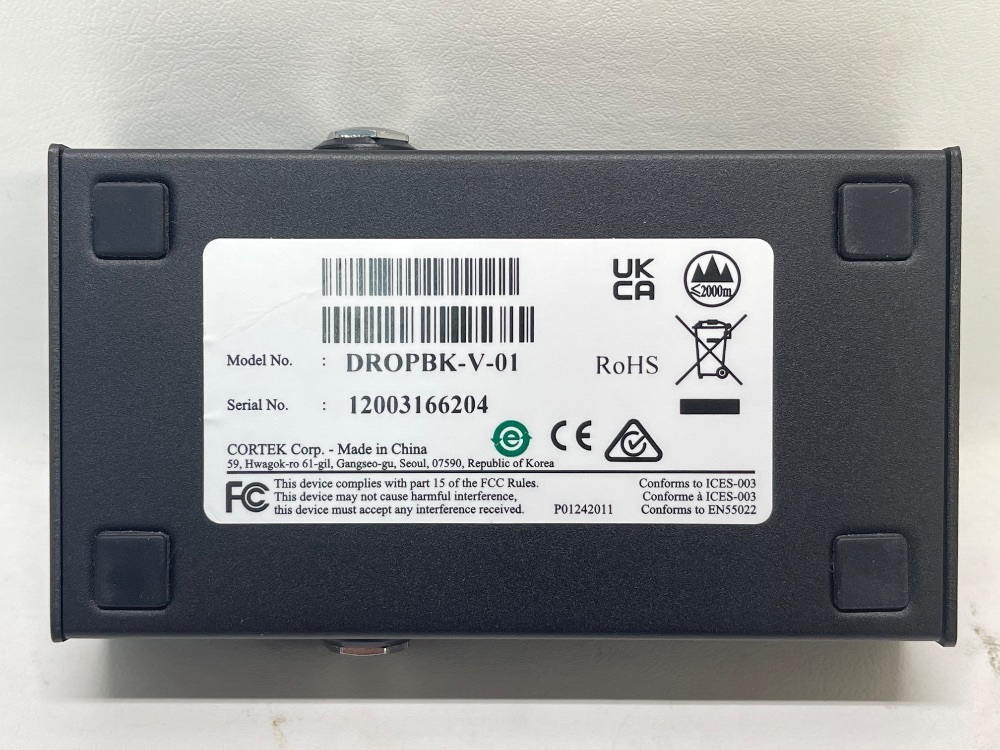 UK
CA
≤2000m
Model No. : DROPBK-V-01
RoHS
Serial No. : 12003166204
e
CE
CORTEK Corp. - Made in China
59, Hwagok-ro 61-gil, Gangseo-gu, Seoul, 07590, Republic of Korea
FC
This device complies with part 15 of the FCC Rules.
This device may not cause harmful interference,
this device must accept any interference received.
P01242011
Conforms to ICES-003
Conforme à ICES-003
Conforms to EN55022